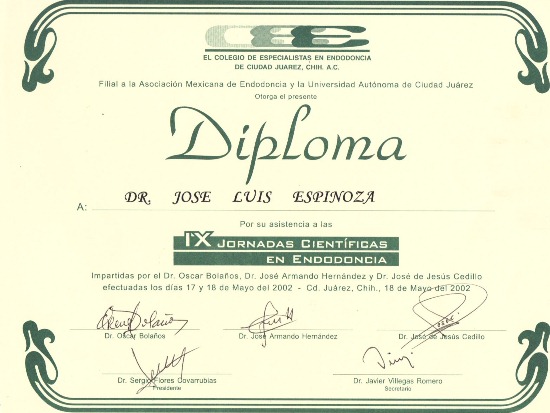 CEE
EL COLEGIO DE ESPECIALISTAS EN ENDODONCIA
DE CIUDAD JUAREZ, CHIH. A.C.
Filial a la Asociación Mexicana de Endodoncia y la Universidad Autónoma de Ciudad Juárez
Otorga el presente
Diploma
A: DR. JOSE LUIS ESPINOZA
Por su asistencia a las
IX JORNADAS CIENTÍFICAS
EN ENDODONCIA
Impartidas por el Dr. Oscar Bolaños, Dr. José Armando Hernández y Dr. José de Jesús Cedillo
efectuadas los días 17 y 18 de Mayo del 2002 - Cd. Juárez, Chih., 18 de Mayo del 2002
Dr. Oscar Bolaños
Dr. José Armando Hernández
Dr. José de Jesús Cedillo
Dr. Sergio Flores Covarrubias
Presidente
Dr. Javier Villegas Romero
Secretario